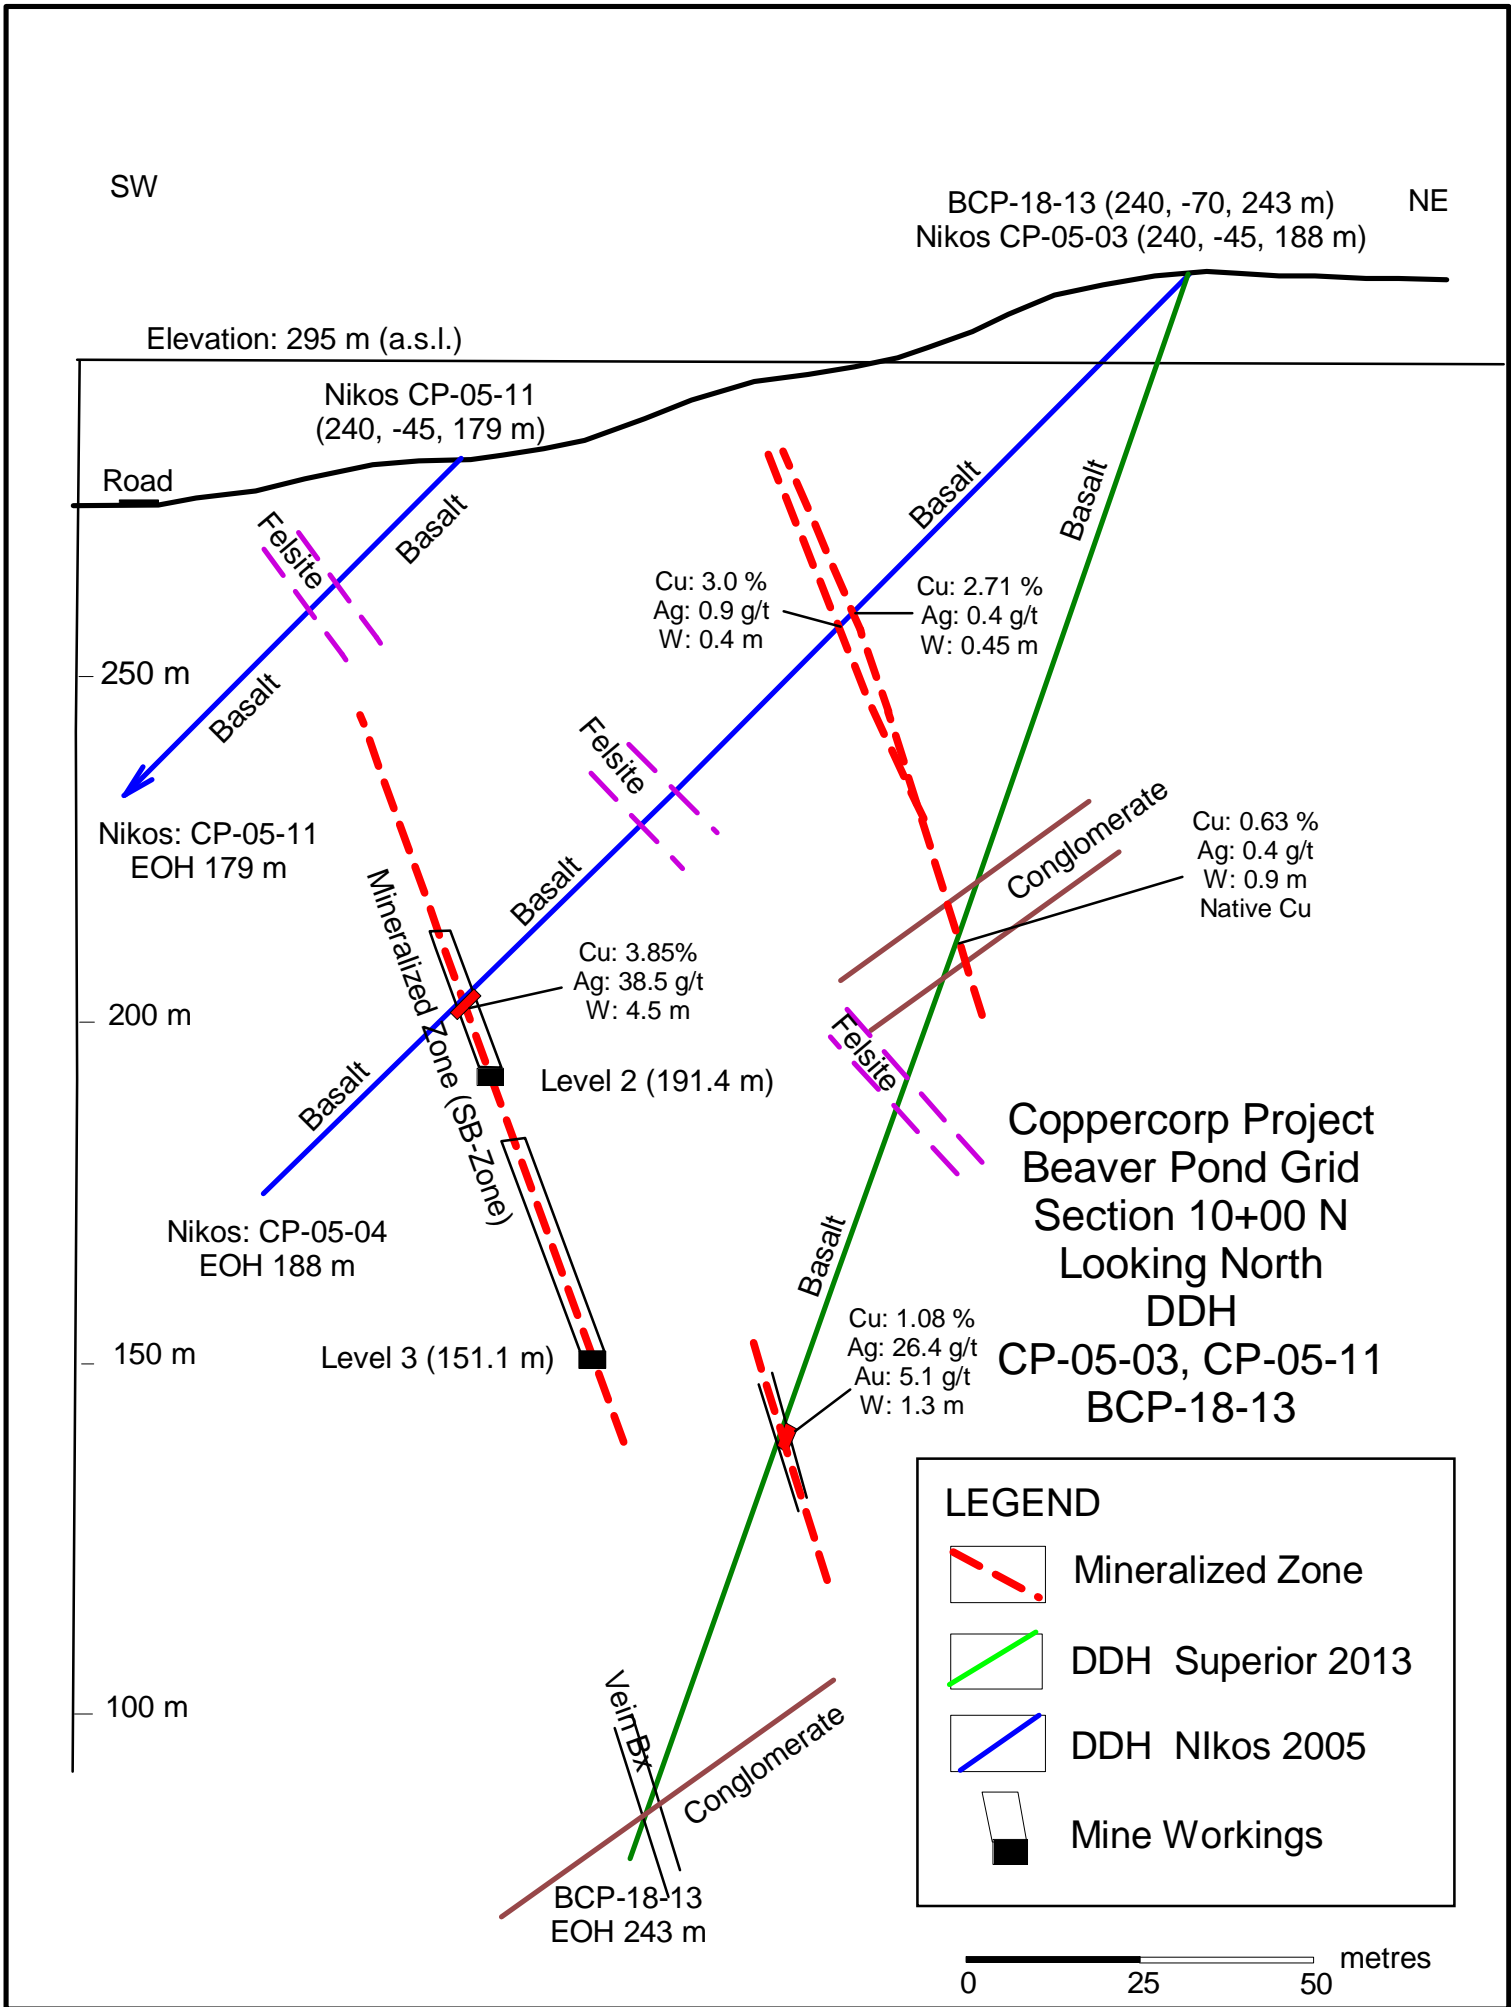 SW
BCP-18-13 (240, -70, 243 m)
NE
Nikos CP-05-03 (240, -45, 188 m)
Elevation: 295 m (a.s.l.)
Nikos CP-05-11
(240, -45, 179 m)
Road
Basalt
Felsite
Basalt
Basalt
Basalt
Cu: 3.0 %
Ag: 0.9 g/t
W: 0.4 m
Cu: 2.71 %
Ag: 0.4 g/t
W: 0.45 m
250 m
Felsite
Nikos: CP-05-11
EOH 179 m
Conglomerate
Cu: 0.63 %
Ag: 0.4 g/t
W: 0.9 m
Native Cu
Basalt
Mineralized Zone (SB-Zone)
Cu: 3.85%
Ag: 38.5 g/t
W: 4.5 m
200 m
Felsite
Level 2 (191.4 m)
Basalt
Nikos: CP-05-04
EOH 188 m
Coppercorp Project
Beaver Pond Grid
Section 10+00 N
Looking North
DDH
CP-05-03, CP-05-11
BCP-18-13
Basalt
150 m
Level 3 (151.1 m)
Cu: 1.08 %
Ag: 26.4 g/t
Au: 5.1 g/t
W: 1.3 m
LEGEND
Mineralized Zone
DDH Superior 2013
DDH NIkos 2005
Mine Workings
100 m
Vein Bx
Conglomerate
BCP-18-13
EOH 243 m
metres
0 25 50